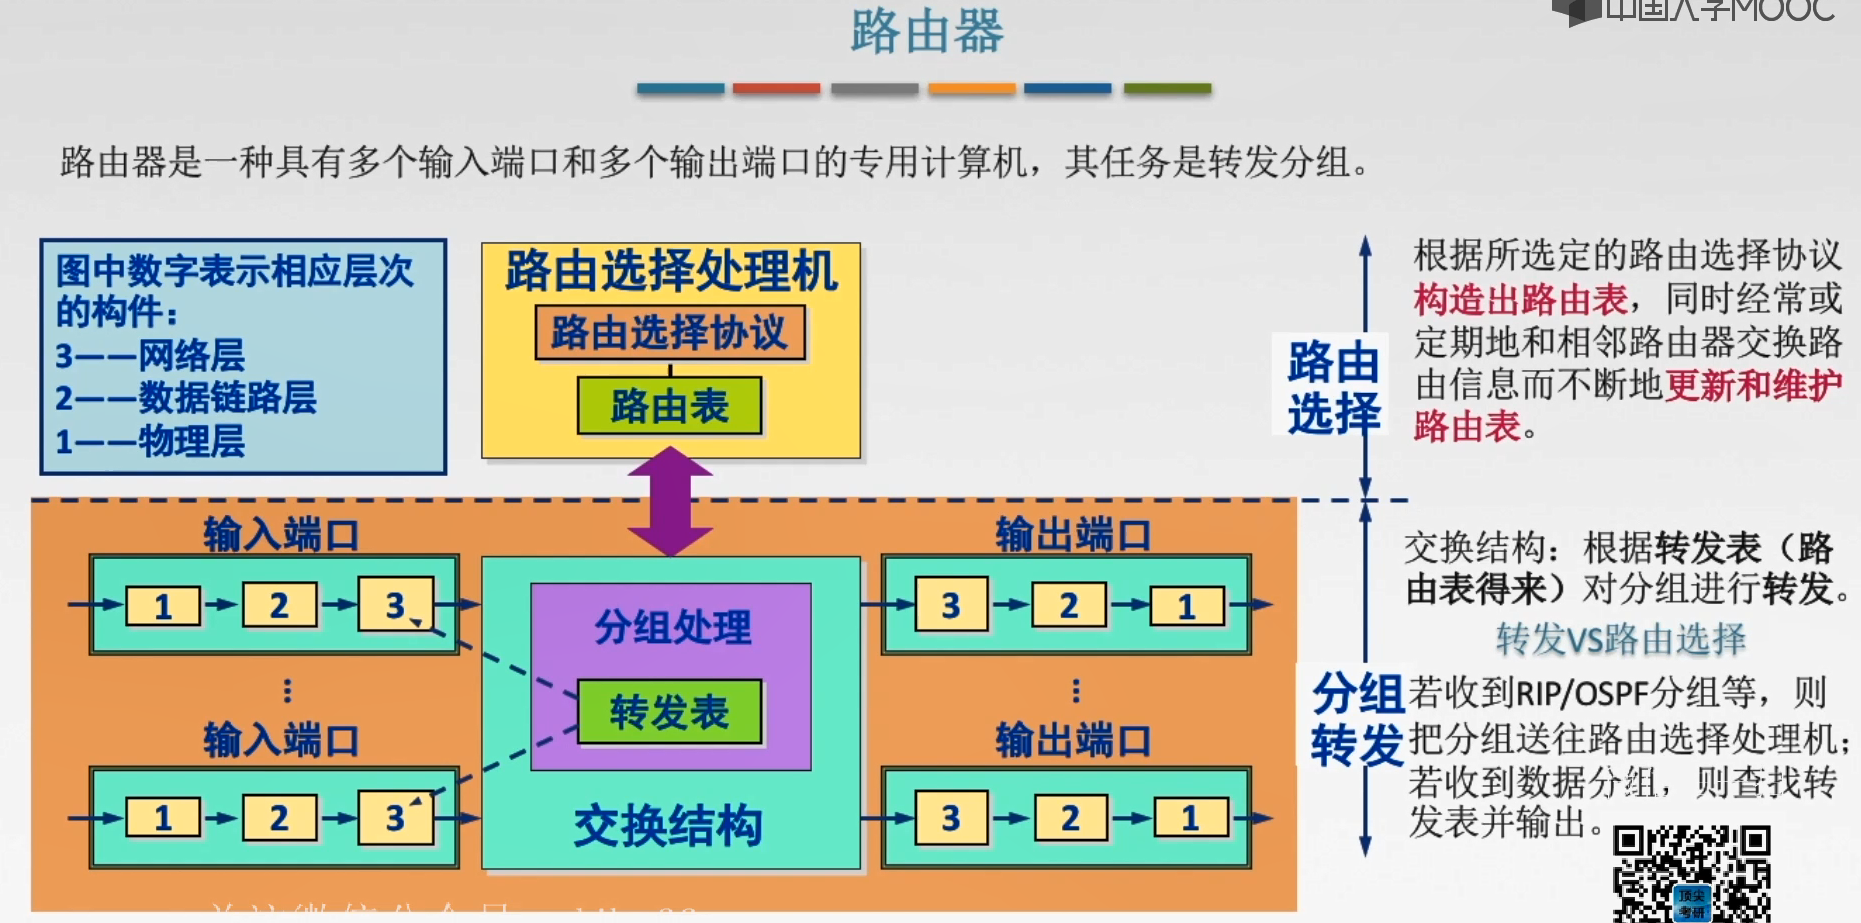 中国大学MOOC
路由器
路由器是一种具有多个输入端口和多个输出端口的专用计算机，其任务是转发分组。
图中数字表示相应层次
的构件：
3——网络层
2——数据链路层
1——物理层
路由选择处理机
路由选择协议
路由表
路由
选择
根据所选定的路由选择协议
构造出路由表，同时经常或
定期地和相邻路由器交换路
由信息而不断地更新和维护
路由表。
输入端口
1 2 3
⋮
输入端口
1 2 3
分组处理
转发表
交换结构
输出端口
3 2 1
⋮
输出端口
3 2 1
分组
转发
交换结构：根据转发表（路
由表得来）对分组进行转发。
转发VS路由选择
若收到RIP/OSPF分组等，则
把分组送往路由选择处理机；
若收到数据分组，则查找转
发表并输出。
顶尖
考研